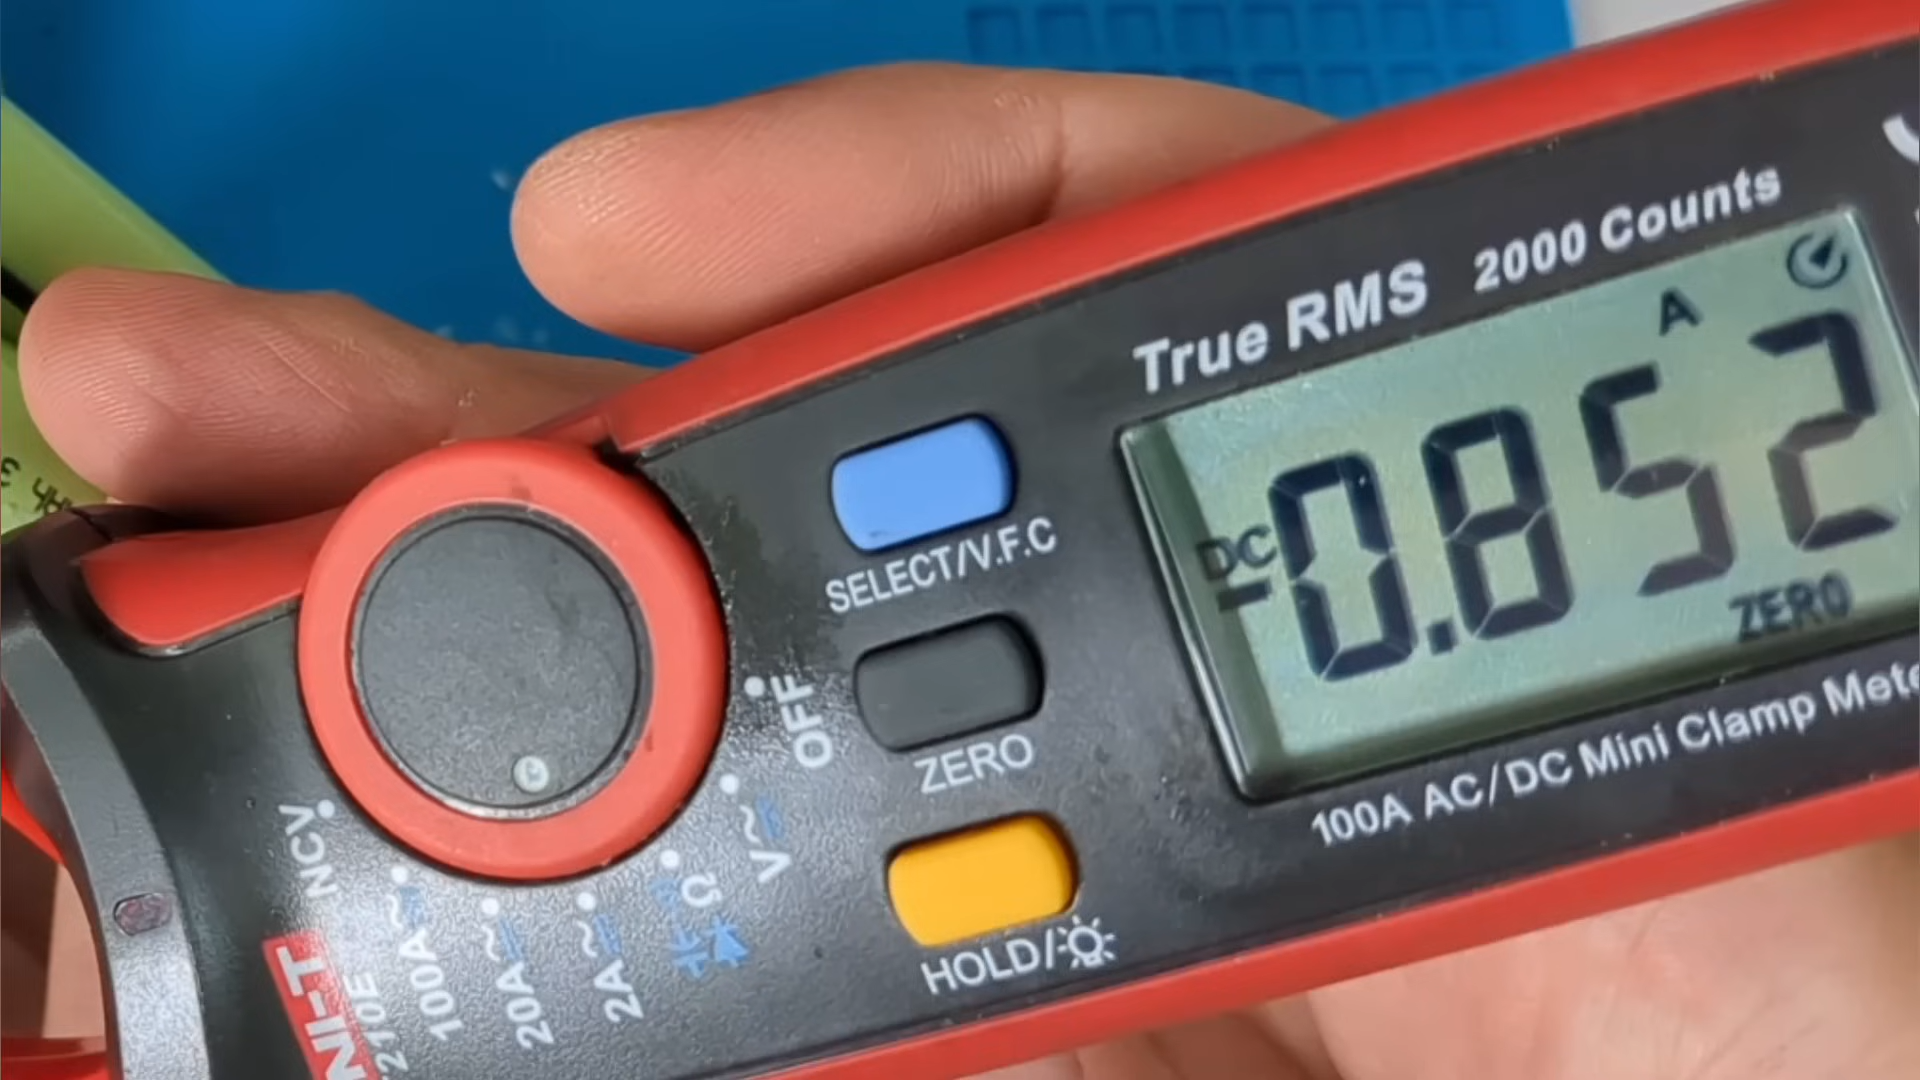 True RMS 2000 Counts
A
DC
-0.852
ZERO
100A AC/DC Mini Clamp Mete
SELECT/V.F.C
ZERO
HOLD/
OFF
V
Ω
2A
20A
100A
NCV
NI-T
210E